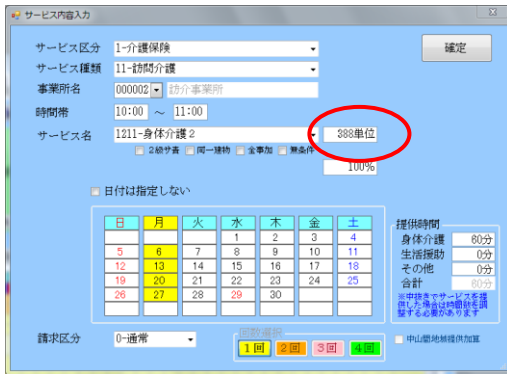 サービス内容入力
サービス区分 1-介護保険 確定
サービス種類 11-訪問介護
事業所名 000002 訪介事業所
時間帯 10:00 ～ 11:00
サービス名 1211-身体介護2 388単位
2級サ責 同一建物 全事加 無条件
100%
日付は指定しない
日 月 火 水 木 金 土
1 2 3 4
5 6 7 8 9 10 11
12 13 14 15 16 17 18
19 20 21 22 23 24 25
26 27 28 29 30
提供時間
身体介護 60分
生活援助 0分
その他 0分
合計 60分
※中抜きでサービスを提
供した場合は時間数を調
整する必要があります
請求区分 0-通常
回数選択
1回 2回 3回 4回
中山間地域提供加算